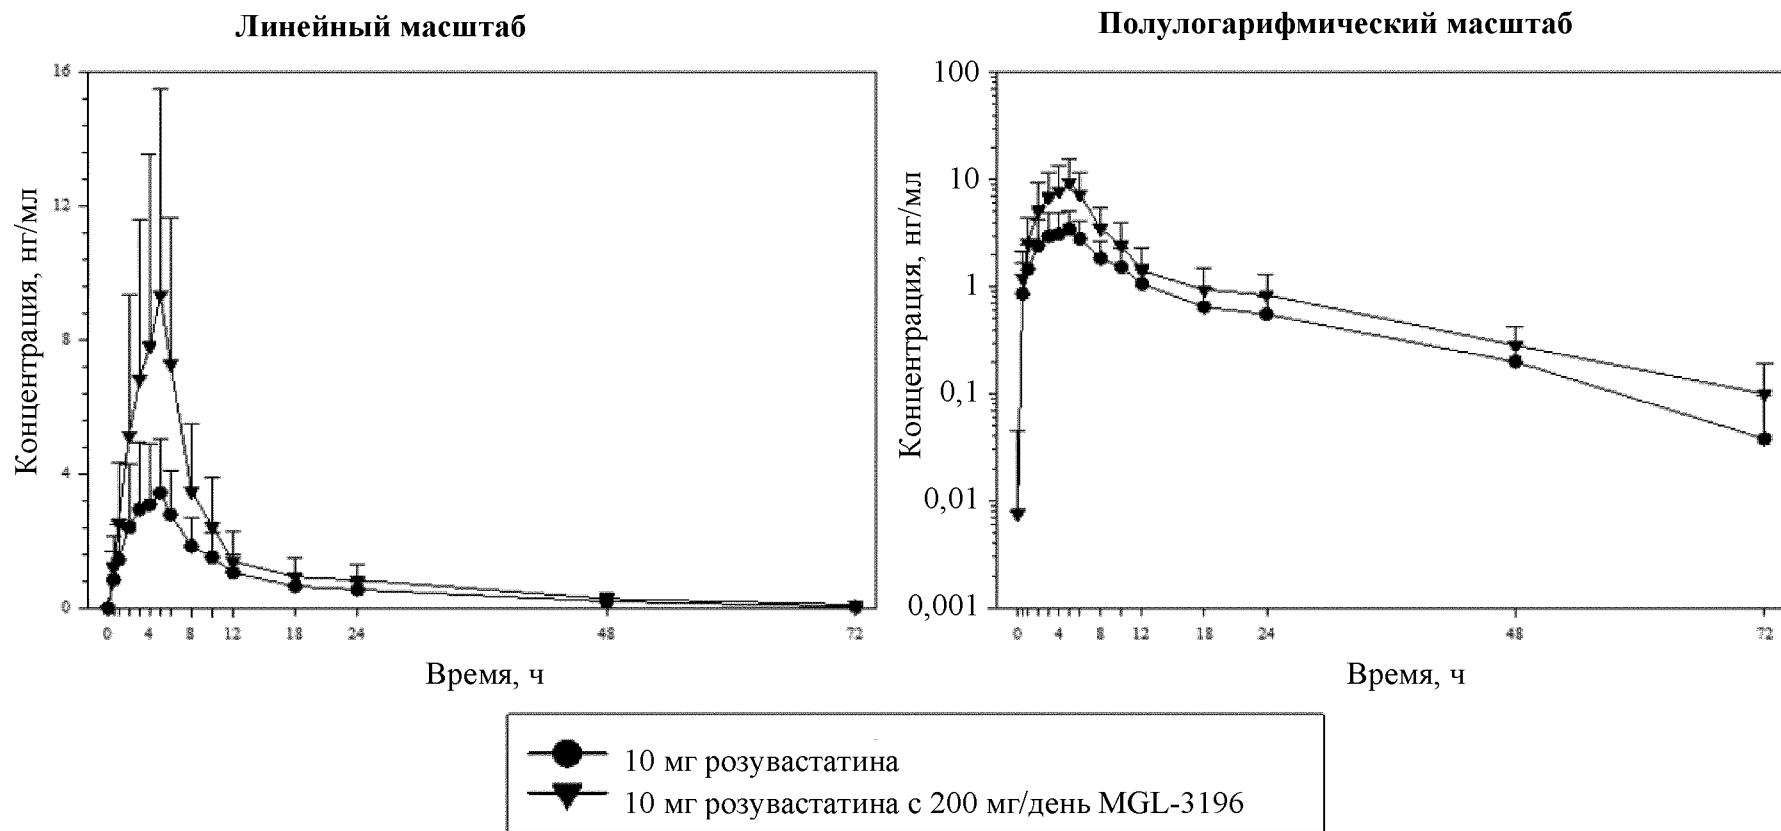 Линейный масштаб
Полулогарифмический масштаб
Концентрация, нг/мл
16
12
8
4
0
0 4 8 12 18 24 48 72
Время, ч
Концентрация, нг/мл
100
10
1
0,1
0,01
0,001
0 4 8 12 18 24 48 72
Время, ч
10 мг розувастатина
10 мг розувастатина с 200 мг/день MGL-3196